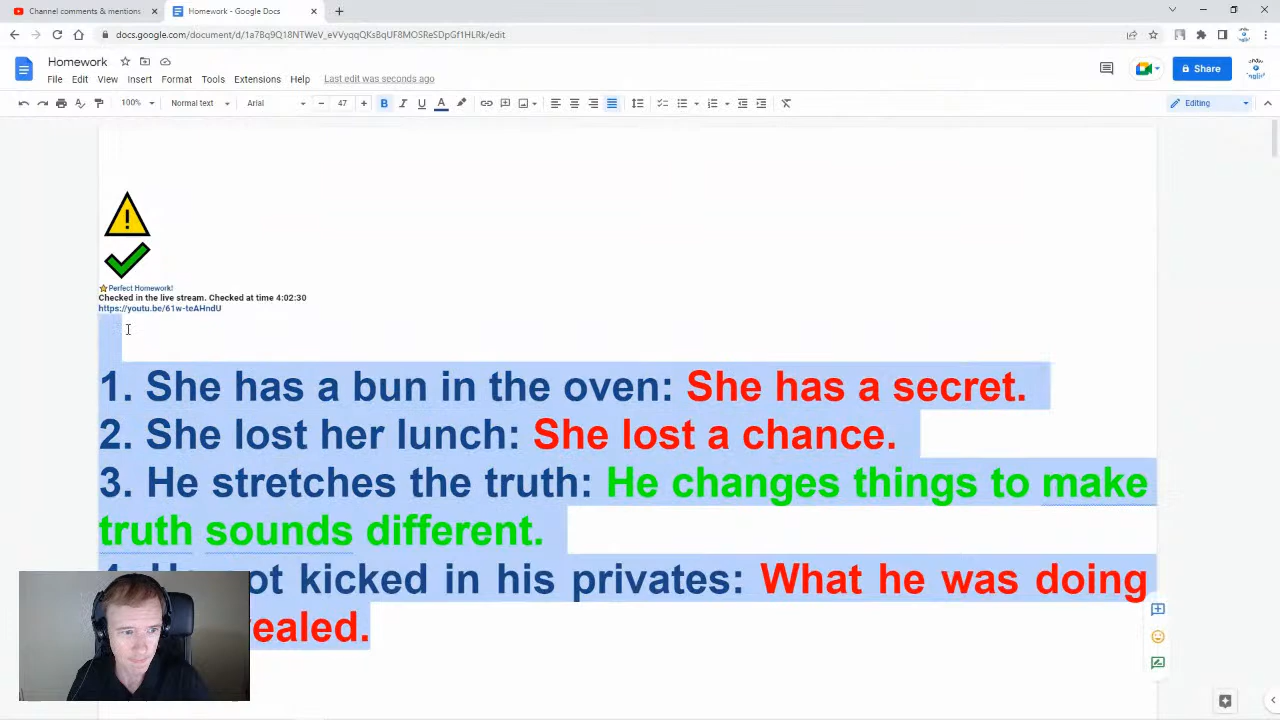 Channel comments & mentions
Homework - Google Docs
docs.google.com/document/d/1a7Bq9Q18NTWeV_eVVyqqQKsBqUF8MOSReSDpGf1HLRk/edit
Homework
File Edit View Insert Format Tools Extensions Help Last edit was seconds ago
Share
100% Normal text Arial 47 B I U A
Editing
Perfect Homework!
Checked in the live stream. Checked at time 4:02:30
https://youtu.be/61w-teAHndU
1. She has a bun in the oven: She has a secret.
2. She lost her lunch: She lost a chance.
3. He stretches the truth: He changes things to make
truth sounds different.
kicked in his privates: What he was doing